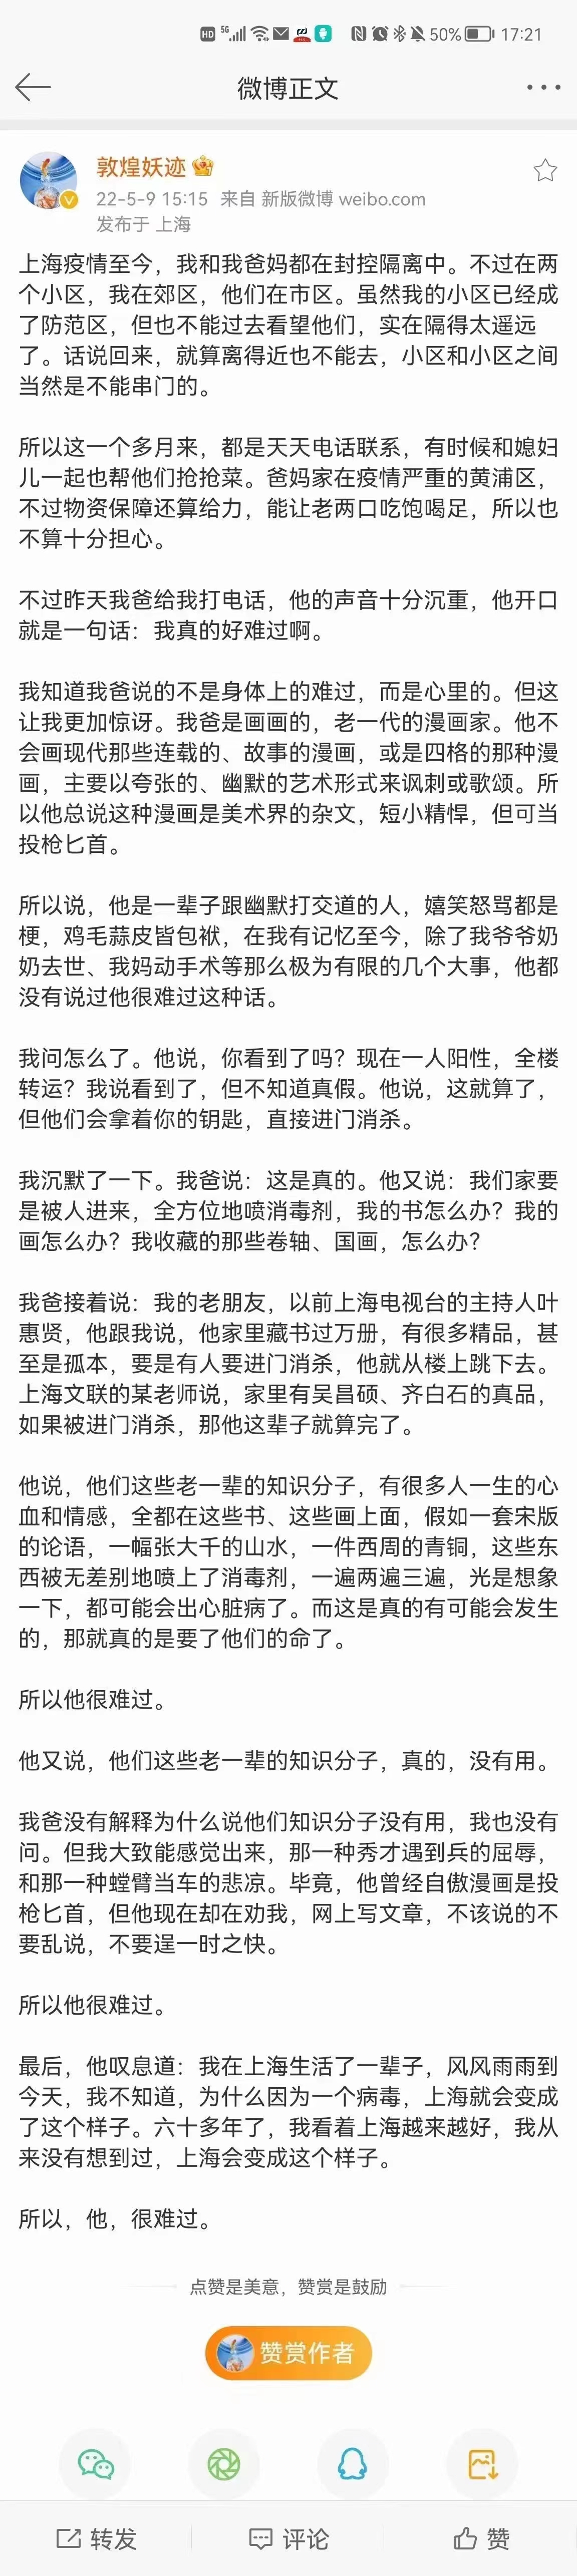 HD 5G 50% 17:21
微博正文
敦煌妖迹
22-5-9 15:15 来自 新版微博 weibo.com
发布于 上海
上海疫情至今，我和我爸妈都在封控隔离中。不过在两
个小区，我在郊区，他们在市区。虽然我的小区已经成
了防范区，但也不能过去看望他们，实在隔得太遥远
了。话说回来，就算离得近也不能去，小区和小区之间
当然是不能串门的。
所以这一个多月来，都是天天电话联系，有时候和媳妇
儿一起也帮他们抢抢菜。爸妈家在疫情严重的黄浦区，
不过物资保障还算给力，能让老两口吃饱喝足，所以也
不算十分担心。
不过昨天我爸给我打电话，他的声音十分沉重，他开口
就是一句话：我真的好难过啊。
我知道我爸说的不是身体上的难过，而是心里的。但这
让我更加惊讶。我爸是画画的，老一代的漫画家。他不
会画现代那些连载的、故事的漫画，或是四格的那种漫
画，主要以夸张的、幽默的艺术形式来讽刺或歌颂。所
以他总说这种漫画是美术界的杂文，短小精悍，但可当
投枪匕首。
所以说，他是一辈子跟幽默打交道的人，嬉笑怒骂都是
梗，鸡毛蒜皮皆包袱，在我有记忆至今，除了我爷爷奶
奶去世、我妈动手术等那么极为有限的几个大事，他都
没有说过他很难过这种话。
我问怎么了。他说，你看到了吗？现在一人阳性，全楼
转运？我说看到了，但不知道真假。他说，这就算了，
但他们会拿着你的钥匙，直接进门消杀。
我沉默了一下。我爸说：这是真的。他又说：我们家要
是被人进来，全方位地喷消毒剂，我的书怎么办？我的
画怎么办？我收藏的那些卷轴、国画，怎么办？
我爸接着说：我的老朋友，以前上海电视台的主持人叶
惠贤，他跟我说，他家里藏书过万册，有很多精品，甚
至是孤本，要是有人要进门消杀，他就从楼上跳下去。
上海文联的某老师说，家里有吴昌硕、齐白石的真品，
如果被进门消杀，那他这辈子就算完了。
他说，他们这些老一辈的知识分子，有很多人一生的心
血和情感，全都在这些书、这些画上面，假如一套宋版
的论语，一幅张大千的山水，一件西周的青铜，这些东
西被无差别地喷上了消毒剂，一遍两遍三遍，光是想象
一下，都可能会出心脏病了。而这是真的有可能会发生
的，那就真的是要了他们的命了。
所以他很难过。
他又说，他们这些老一辈的知识分子，真的，没有用。
我爸没有解释为什么说他们知识分子没有用，我也没有
问。但我大致能感觉出来，那一种秀才遇到兵的屈辱，
和那一种螳臂当车的悲凉。毕竟，他曾经自傲漫画是投
枪匕首，但他现在却在劝我，网上写文章，不该说的不
要乱说，不要逞一时之快。
所以他很难过。
最后，他叹息道：我在上海生活了一辈子，风风雨雨到
今天，我不知道，为什么因为一个病毒，上海就会变成
了这个样子。六十多年了，我看着上海越来越好，我从
来没有想到过，上海会变成这个样子。
所以，他，很难过。
点赞是美意，赞赏是鼓励
赞赏作者
转发 评论 赞